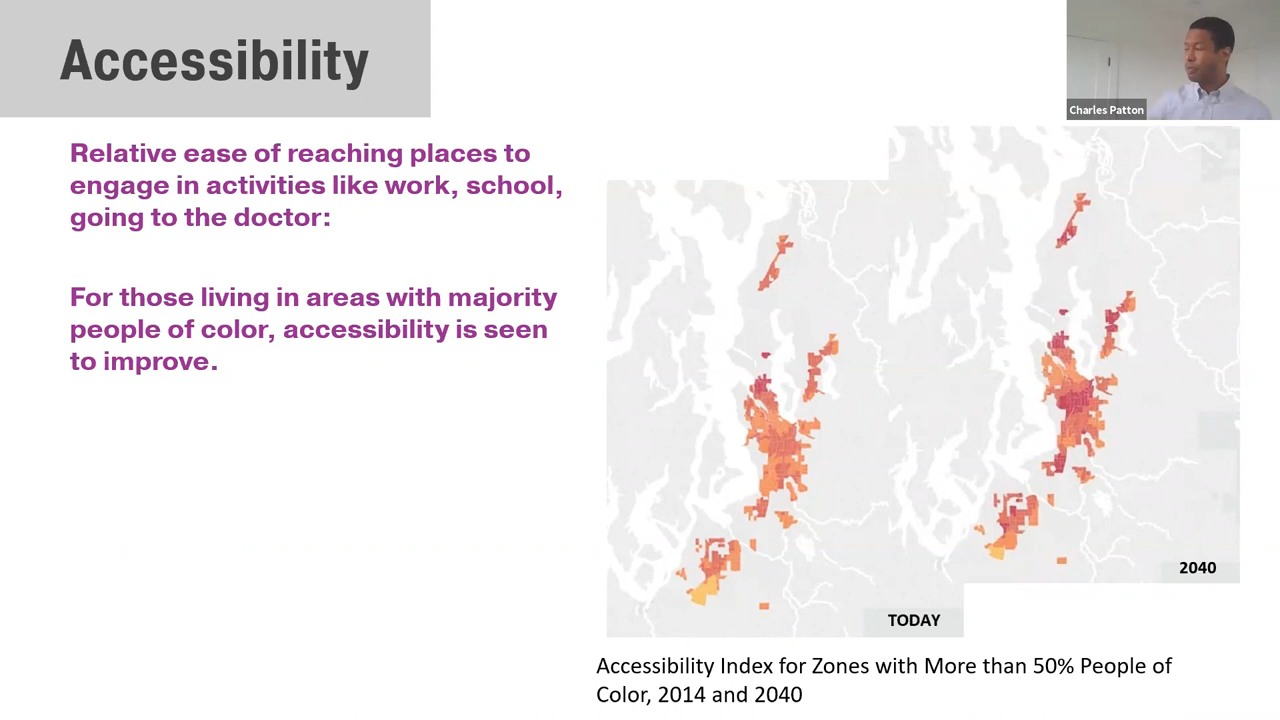 Accessibility
Charles Patton
Relative ease of reaching places to
engage in activities like work, school,
going to the doctor:
For those living in areas with majority
people of color, accessibility is seen
to improve.
2040
TODAY
Accessibility Index for Zones with More than 50% People of
Color, 2014 and 2040